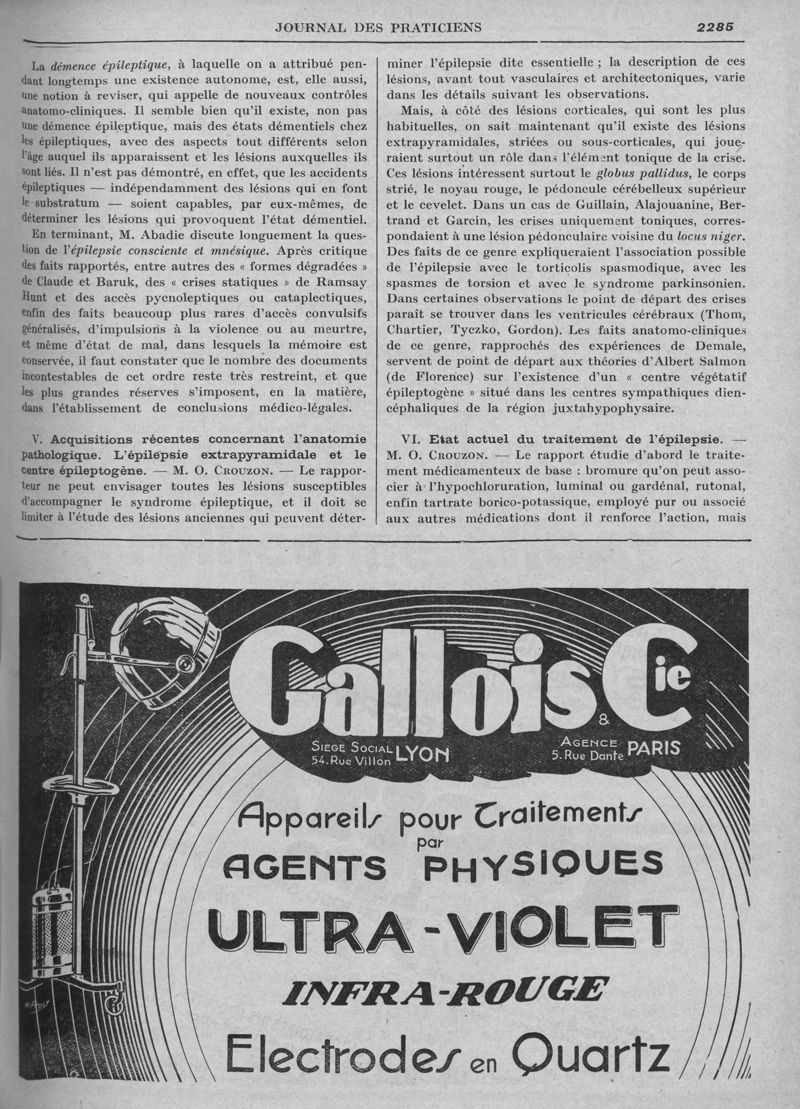 JOURNAL DES PRATICIENS
2285
La démence épileptique, à laquelle on a attribué pen-
dant longtemps une existence autonome, est, elle aussi,
une notion à reviser, qui appelle de nouveaux contrôles
anatomo-cliniques. Il semble bien qu'il existe, non pas
une démence épileptique, mais des états démentiels chez
les épileptiques, avec des aspects tout différents selon
l'âge auquel ils apparaissent et les lésions auxquelles ils
sont liés. Il n'est pas démontré, en effet, que les accidents
épileptiques — indépendamment des lésions qui en font
le substratum — soient capables, par eux-mêmes, de
déterminer les lésions qui provoquent l'état démentiel.
En terminant, M. Abadie discute longuement la ques-
tion de l'épilepsie consciente et mnésique. Après critique
des faits rapportés, entre autres des « formes dégradées »
de Claude et Baruk, des « crises statiques » de Ramsay
Hunt et des accès pycnoleptiques ou cataplectiques,
enfin des faits beaucoup plus rares d'accès convulsifs
généralisés, d'impulsions à la violence ou au meurtre,
et même d'état de mal, dans lesquels la mémoire est
conservée, il faut constater que le nombre des documents
incontestables de cet ordre reste très restreint, et que
les plus grandes réserves s'imposent, en la matière,
dans l'établissement de conclusions médico-légales.
V. Acquisitions récentes concernant l'anatomie
pathologique. L'épilepsie extrapyramidale et le
centre épileptogène. — M. O. CROUZON. — Le rappor-
teur ne peut envisager toutes les lésions susceptibles
d'accompagner le syndrome épileptique, et il doit se
limiter à l'étude des lésions anciennes qui peuvent déter-
miner l'épilepsie dite essentielle ; la description de ces
lésions, avant tout vasculaires et architectoniques, varie
dans les détails suivant les observations.
Mais, à côté des lésions corticales, qui sont les plus
habituelles, on sait maintenant qu'il existe des lésions
extrapyramidales, striées ou sous-corticales, qui joue-
raient surtout un rôle dans l'élément tonique de la crise.
Ces lésions intéressent surtout le globus pallidus, le corps
strié, le noyau rouge, le pédoncule cérébelleux supérieur
et le cevelet. Dans un cas de Guillain, Alajouanine, Ber-
trand et Garcin, les crises uniquement toniques, corres-
pondaient à une lésion pédonculaire voisine du locus niger.
Des faits de ce genre expliqueraient l'association possible
de l'épilepsie avec le torticolis spasmodique, avec les
spasmes de torsion et avec le syndrome parkinsonien.
Dans certaines observations le point de départ des crises
paraît se trouver dans les ventricules cérébraux (Thom,
Chartier, Tyczko, Gordon). Les faits anatomo-cliniques
de ce genre, rapprochés des expériences de Demale,
servent de point de départ aux théories d'Albert Salmon
(de Florence) sur l'existence d'un « centre végétatif
épileptogène » situé dans les centres sympathiques dien-
céphaliques de la région juxtahypophysaire.
VI. Etat actuel du traitement de l'épilepsie. —
M. O. CROUZON. — Le rapport étudie d'abord le traite-
ment médicamenteux de base : bromure qu'on peut asso-
cier à l'hypochloruration, luminal ou gardénal, rutonal,
enfin tartrate borico-potassique, employé pur ou associé
aux autres médications dont il renforce l'action, mais
Gallois & Cie
SIEGE SOCIAL LYON
54. Rue Villon
AGENCE PARIS
5. Rue Dante
Appareils pour Traitements
par
AGENTS PHYSIQUES
ULTRA-VIOLET
INFRA-ROUGE
Electrodes en Quartz